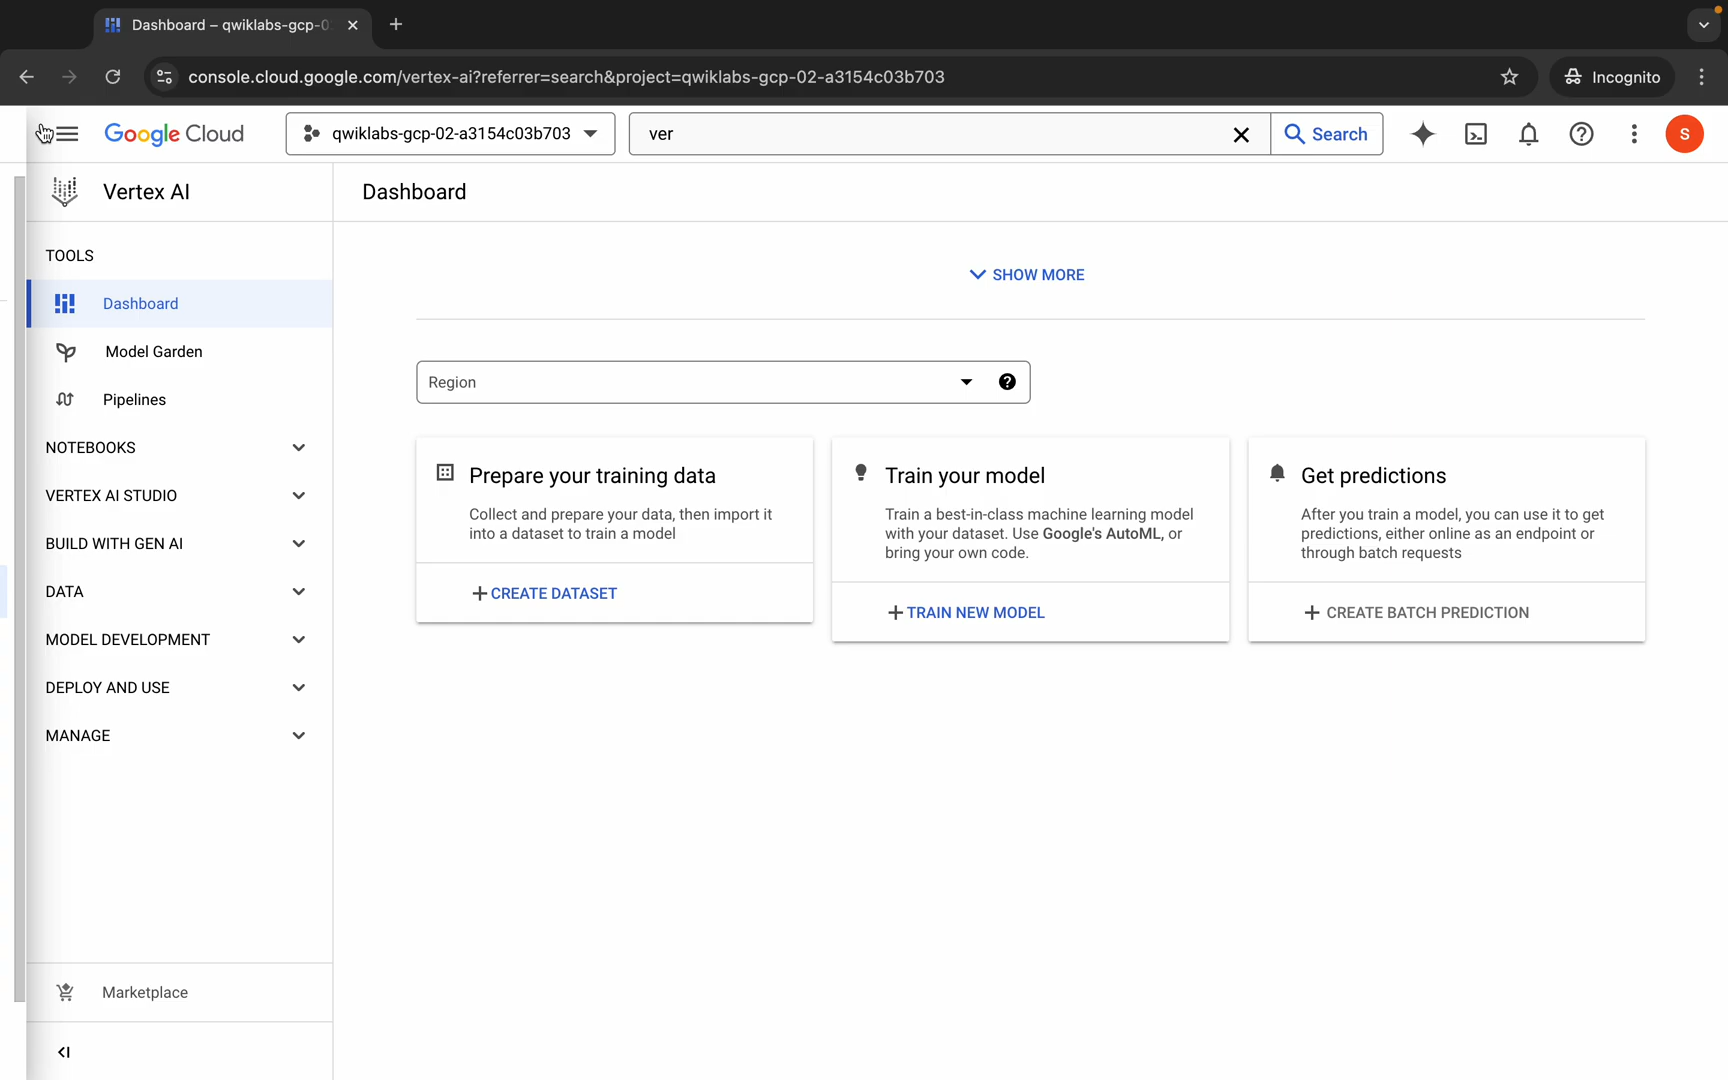 Dashboard – qwiklabs-gcp-0
console.cloud.google.com/vertex-ai?referrer=search&project=qwiklabs-gcp-02-a3154c03b703
Incognito
Google Cloud
qwiklabs-gcp-02-a3154c03b703
ver
Search
S
Vertex AI
Dashboard
TOOLS
Dashboard
Model Garden
Pipelines
NOTEBOOKS
VERTEX AI STUDIO
BUILD WITH GEN AI
DATA
MODEL DEVELOPMENT
DEPLOY AND USE
MANAGE
Marketplace
SHOW MORE
Region
Prepare your training data
Collect and prepare your data, then import it
into a dataset to train a model
CREATE DATASET
Train your model
Train a best-in-class machine learning model
with your dataset. Use Google's AutoML, or
bring your own code.
TRAIN NEW MODEL
Get predictions
After you train a model, you can use it to get
predictions, either online as an endpoint or
through batch requests
CREATE BATCH PREDICTION